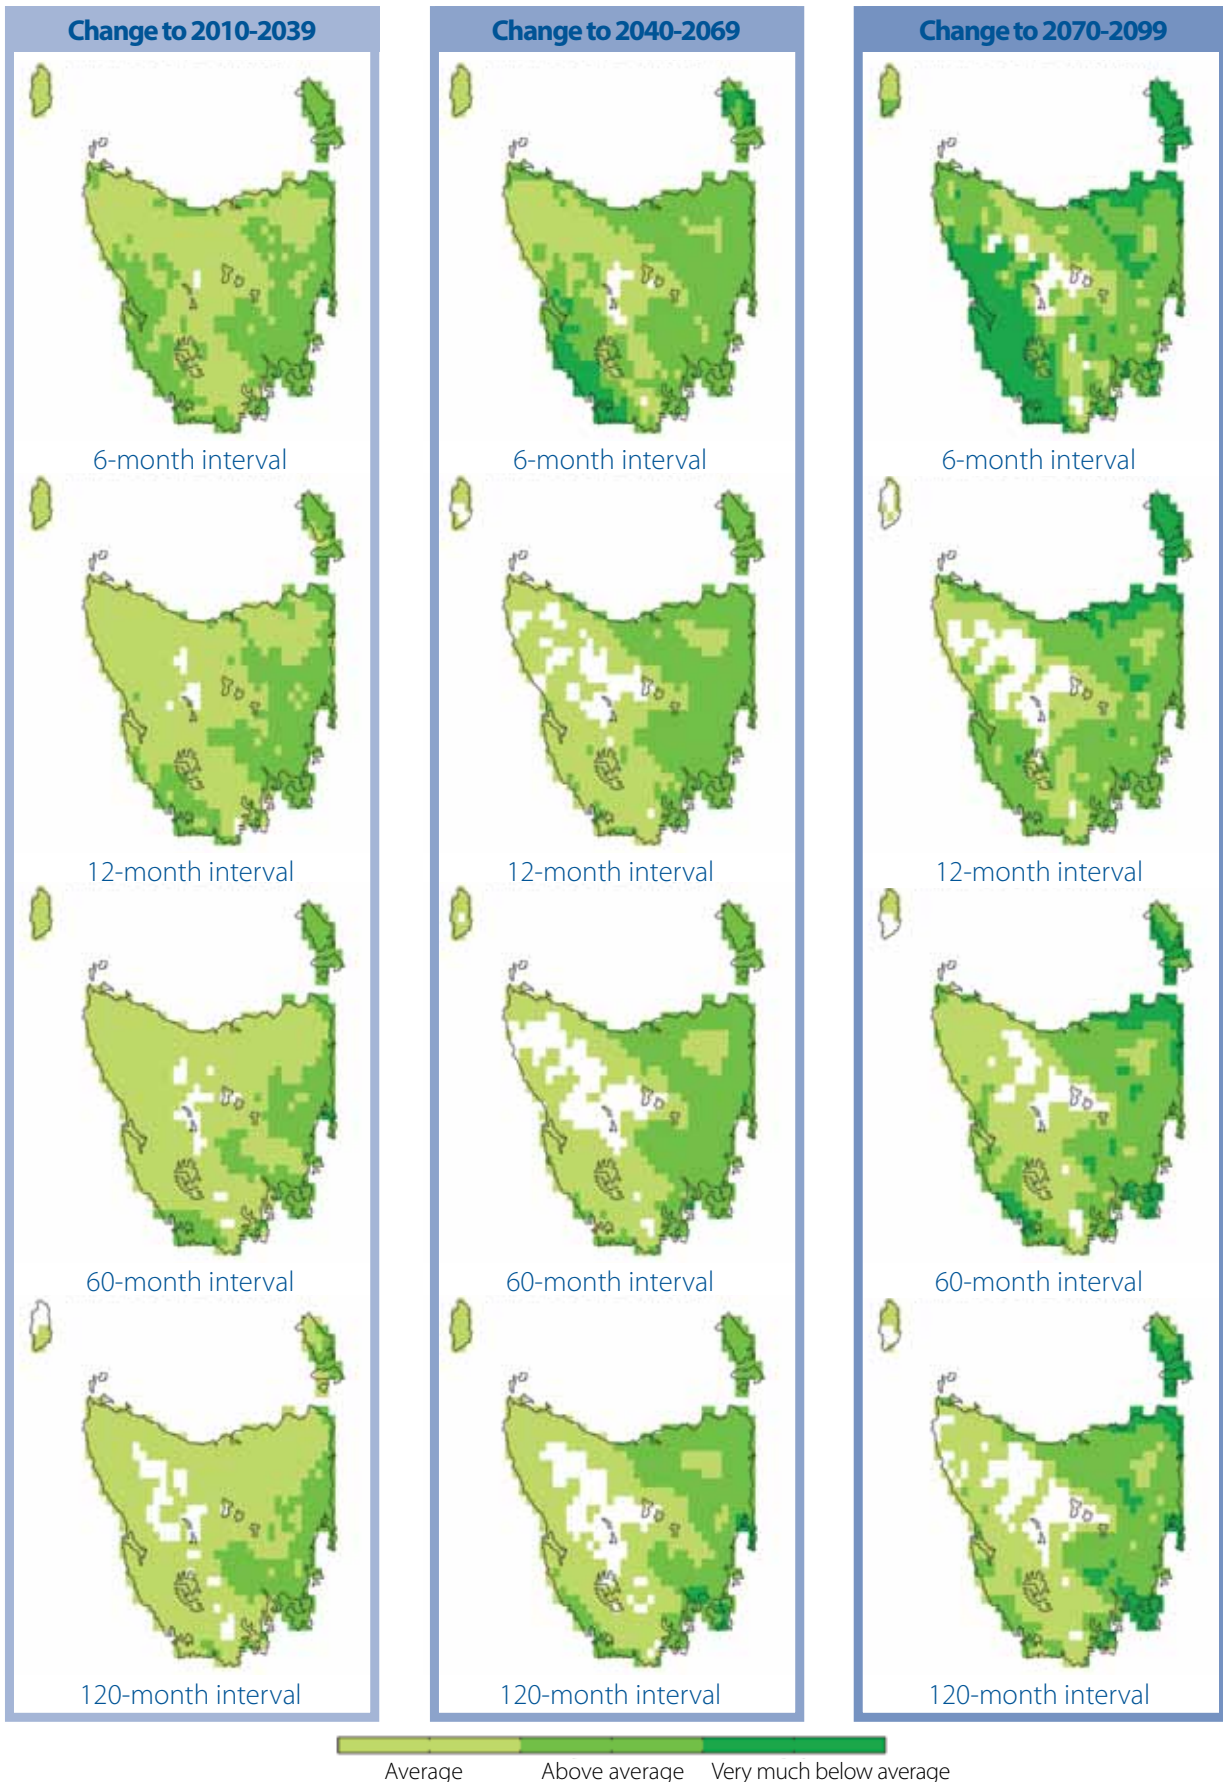 Change to 2010-2039
Change to 2040-2069
Change to 2070-2099
6-month interval
6-month interval
6-month interval
12-month interval
12-month interval
12-month interval
60-month interval
60-month interval
60-month interval
120-month interval
120-month interval
120-month interval
Average
Above average
Very much below average